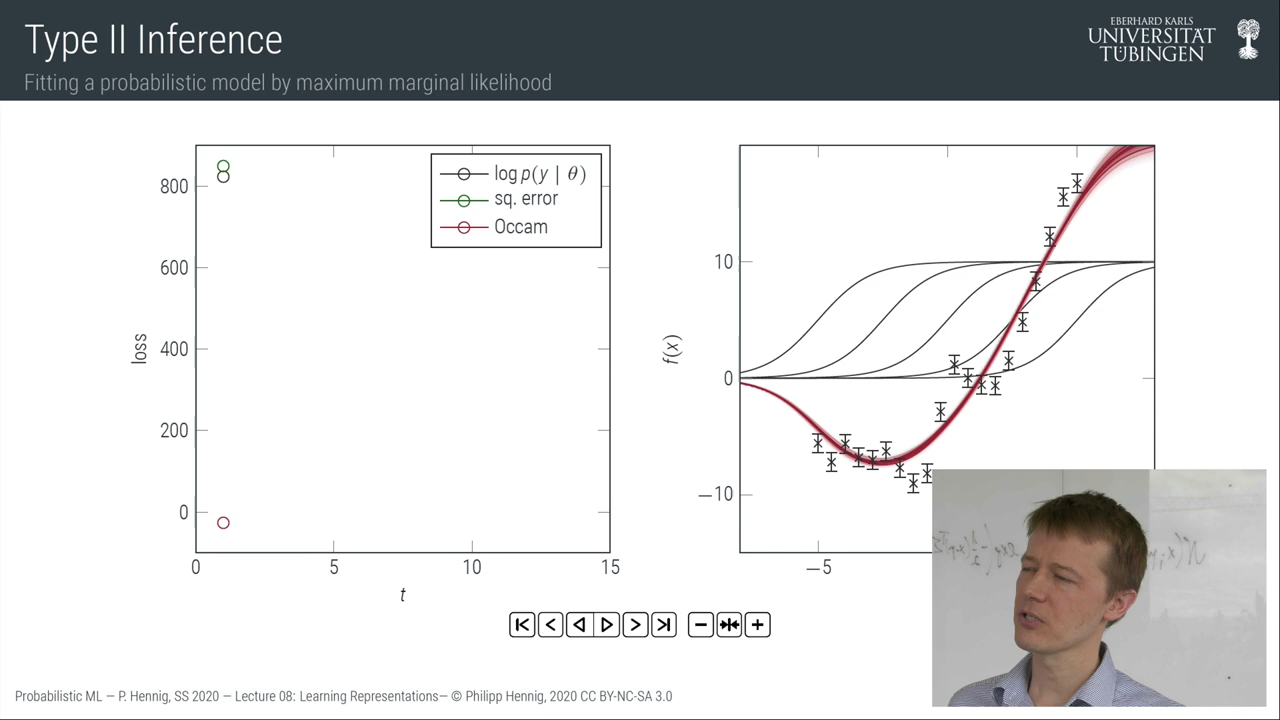 Type II Inference
Fitting a probabilistic model by maximum marginal likelihood
EBERHARD KARLS
UNIVERSITÄT
TÜBINGEN
log p(y | θ)
sq. error
Occam
800
600
400
200
0
loss
0
5
10
15
t
10
0
−10
f(x)
−5
Probabilistic ML — P. Hennig, SS 2020 — Lecture 08: Learning Representations— © Philipp Hennig, 2020 CC BY-NC-SA 3.0